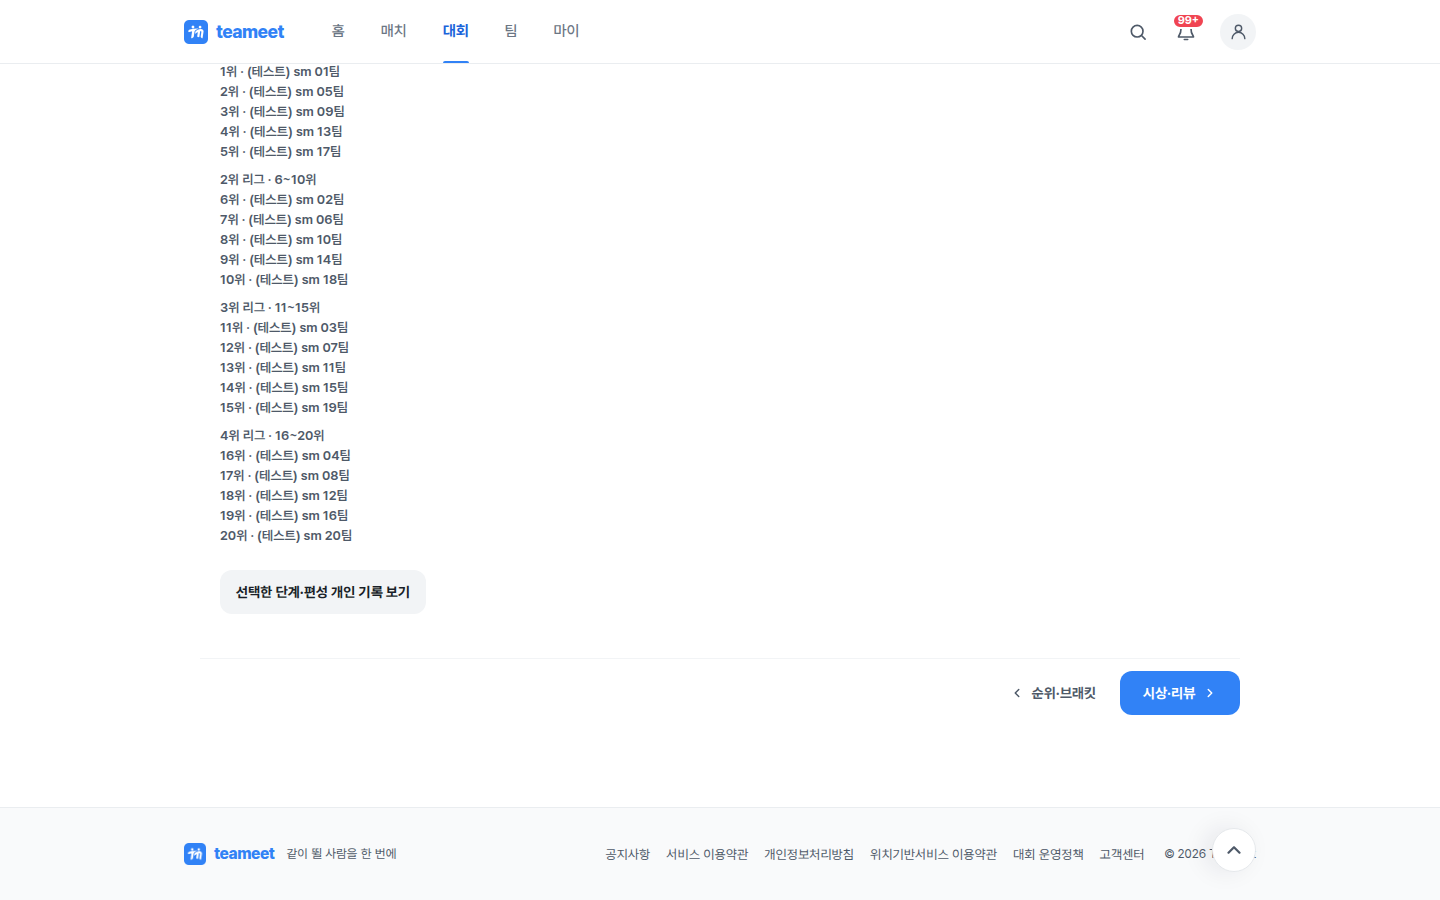 teameet
홈
매치
대회
팀
마이
99+
1위 · (테스트) sm 01팀
2위 · (테스트) sm 05팀
3위 · (테스트) sm 09팀
4위 · (테스트) sm 13팀
5위 · (테스트) sm 17팀
2위 리그 · 6~10위
6위 · (테스트) sm 02팀
7위 · (테스트) sm 06팀
8위 · (테스트) sm 10팀
9위 · (테스트) sm 14팀
10위 · (테스트) sm 18팀
3위 리그 · 11~15위
11위 · (테스트) sm 03팀
12위 · (테스트) sm 07팀
13위 · (테스트) sm 11팀
14위 · (테스트) sm 15팀
15위 · (테스트) sm 19팀
4위 리그 · 16~20위
16위 · (테스트) sm 04팀
17위 · (테스트) sm 08팀
18위 · (테스트) sm 12팀
19위 · (테스트) sm 16팀
20위 · (테스트) sm 20팀
선택한 단계·편성 개인 기록 보기
순위·브래킷
시상·리뷰
teameet 같이 뛸 사람을 한 번에
공지사항
서비스 이용약관
개인정보처리방침
위치기반서비스 이용약관
대회 운영정책
고객센터
© 2026